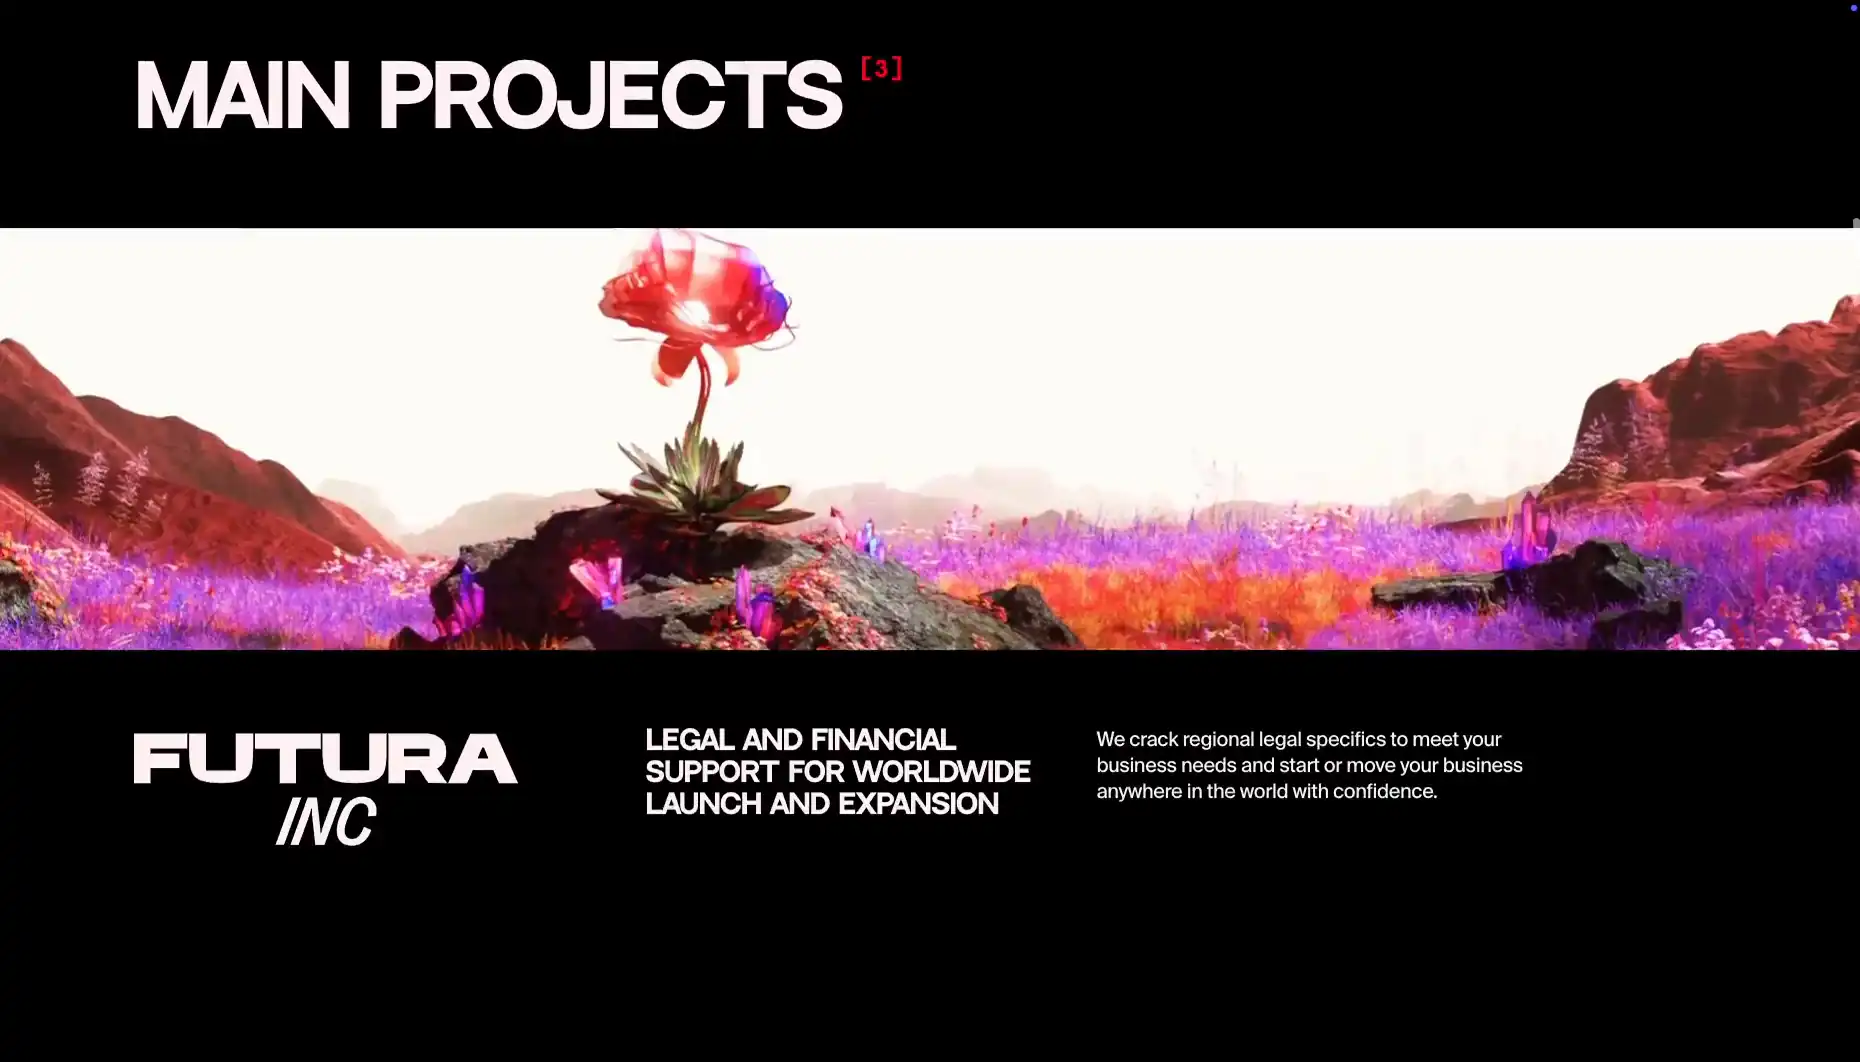 MAIN PROJECTS [3]
FUTURA
INC
LEGAL AND FINANCIAL
SUPPORT FOR WORLDWIDE
LAUNCH AND EXPANSION
We crack regional legal specifics to meet your
business needs and start or move your business
anywhere in the world with confidence.